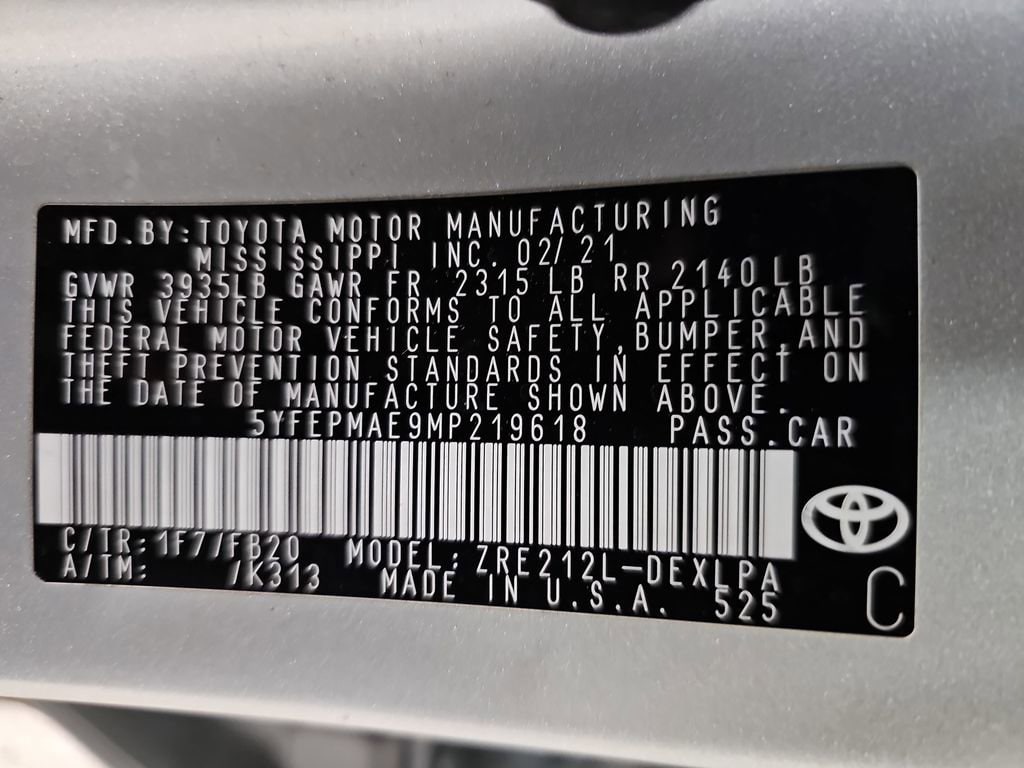 MFD.BY:TOYOTA MOTOR MANUFACTURING
MISSISSIPPI INC. 02/21
GVWR 3935LB GAWR FR 2315 LB RR 2140LB
THIS VEHICLE CONFORMS TO ALL APPLICABLE
FEDERAL MOTOR VEHICLE SAFETY,BUMPER,AND
THEFT PREVENTION STANDARDS IN EFFECT ON
THE DATE OF MANUFACTURE SHOWN ABOVE.
5YFEPMAE9MP219618 PASS.CAR
C/TR:1F7/FB20 MODEL:ZRE212L-DEXLPA
A/TM: /K313 MADE IN U.S.A. 525
C